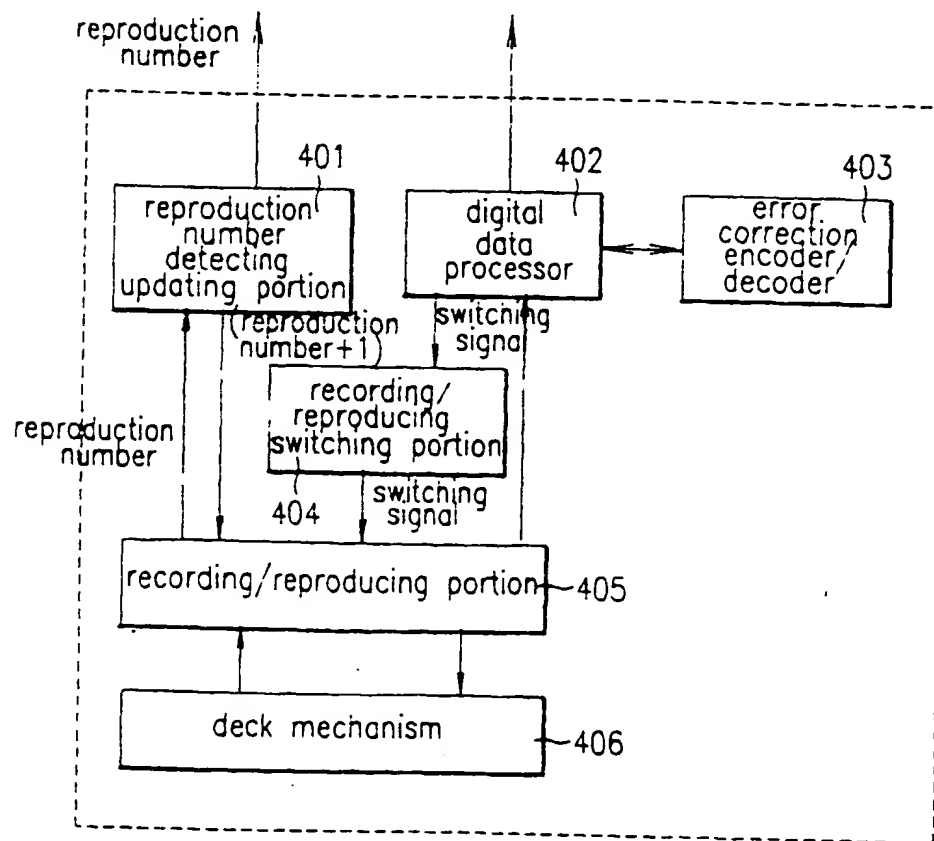 reproduction
number
401
reproduction
number
detecting
updating portion
402
digital
data
processor
403
error
correction
encoder/
decoder
(reproduction
number+1)
switching
signal
recording/
reproducing
switching portion
404
reproduction
number
switching
signal
recording/reproducing portion
405
deck mechanism
406